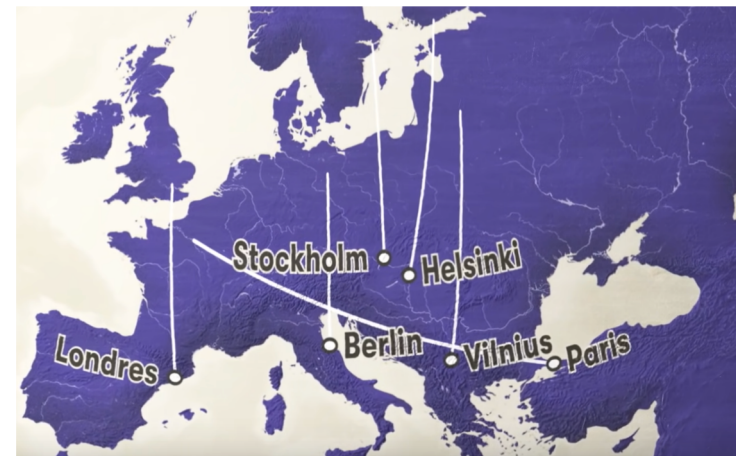 Stockholm
Helsinki
Londres
Berlin
Vilnius
Paris